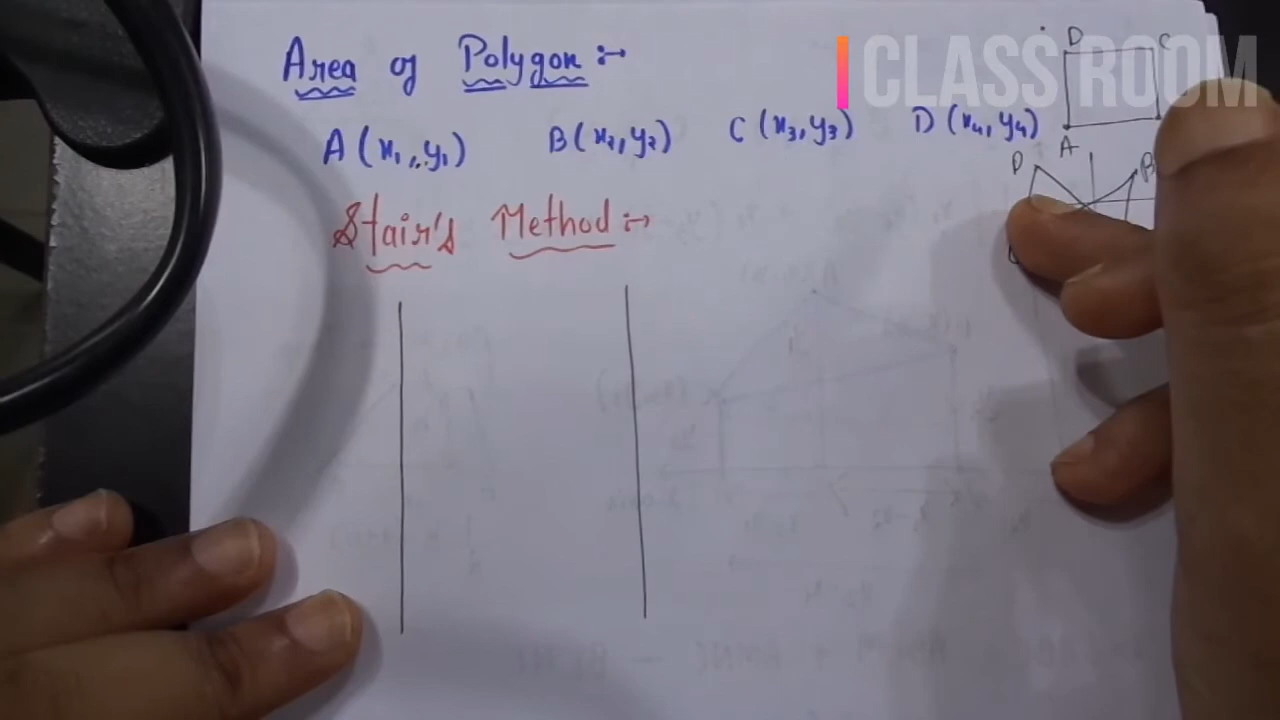 CLASS ROOM
Area of Polygon :→
D C
A (x₁, y₁) B (x₂, y₂) C (x₃, y₃) D (x₄, y₄)
A
D B
Stair's Method :→